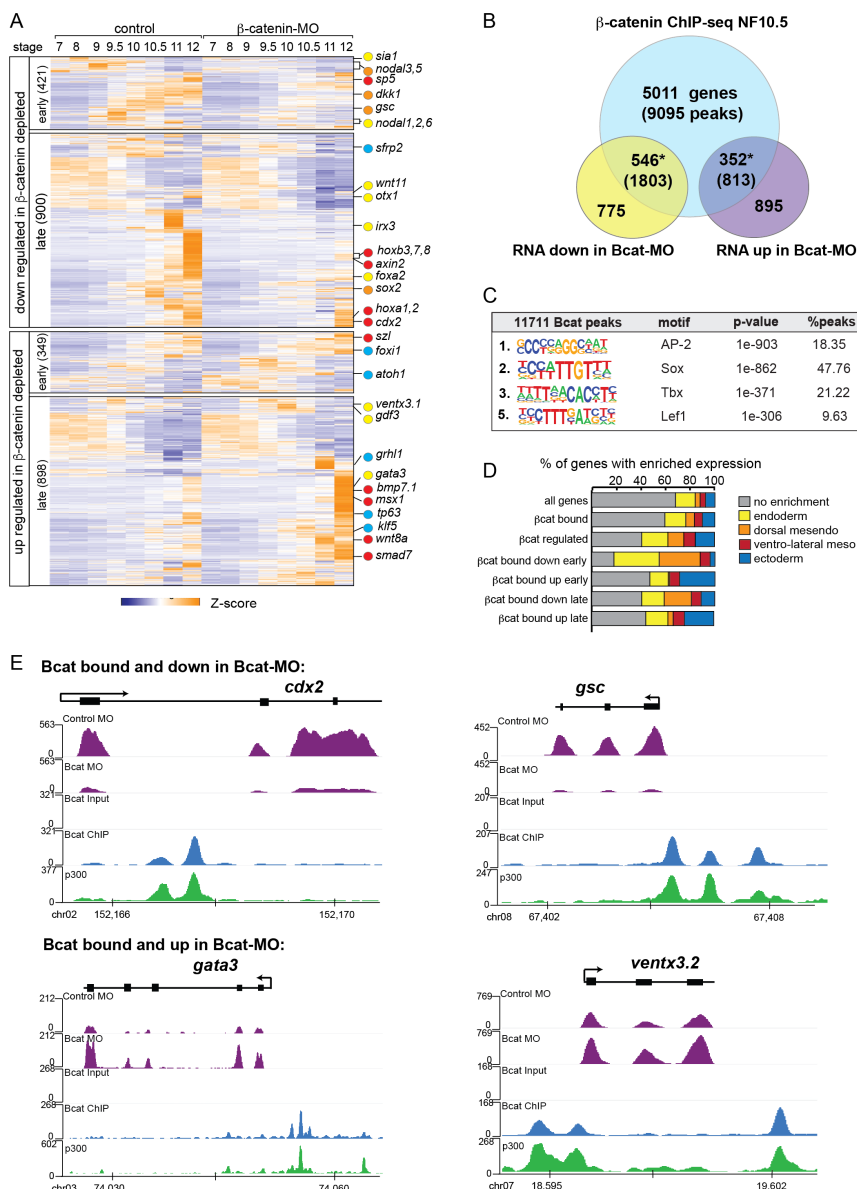 A
control
β-catenin-MO
stage
7 8 9 9.5 10 10.5 11 12 7 8 9 9.5 10 10.5 11 12
down regulated in β-catenin depleted
early (421)
late (900)
up regulated in β-catenin depleted
early (349)
late (898)
sia1
nodal3,5
sp5
dkk1
gsc
nodal1,2,6
sfrp2
wnt11
otx1
irx3
hoxb3,7,8
axin2
foxa2
sox2
hoxa1,2
cdx2
szl
foxi1
atoh1
ventx3.1
gdf3
grhl1
gata3
bmp7.1
msx1
tp63
klf5
wnt8a
smad7
Z-score
B
β-catenin ChIP-seq NF10.5
5011 genes
(9095 peaks)
546*
(1803)
352*
(813)
775
895
RNA down in Bcat-MO
RNA up in Bcat-MO
C
11711 Bcat peaks motif p-value %peaks
1. AP-2 1e-903 18.35
2. Sox 1e-862 47.76
3. Tbx 1e-371 21.22
5. Lef1 1e-306 9.63
D
% of genes with enriched expression
20 40 60 80 100
all genes
βcat bound
βcat regulated
βcat bound down early
βcat bound up early
βcat bound down late
βcat bound up late
no enrichment
endoderm
dorsal mesendo
ventro-lateral meso
ectoderm
E
Bcat bound and down in Bcat-MO:
cdx2
563
Control MO
0
563
Bcat MO
0
321
Bcat Input
0
321
Bcat ChIP
0
377
p300
0
chr02 152,166 152,170
gsc
452
Control MO
0
452
Bcat MO
0
207
Bcat Input
0
207
Bcat ChIP
0
247
p300
0
chr08 67,402 67,408
Bcat bound and up in Bcat-MO:
gata3
212
Control MO
0
212
Bcat MO
0
268
Bcat Input
0
268
Bcat ChIP
0
602
p300
0
chr03 74,030 74,060
ventx3.2
769
Control MO
0
769
Bcat MO
0
168
Bcat Input
0
168
Bcat ChIP
0
268
p300
0
chr07 18.595 19.602